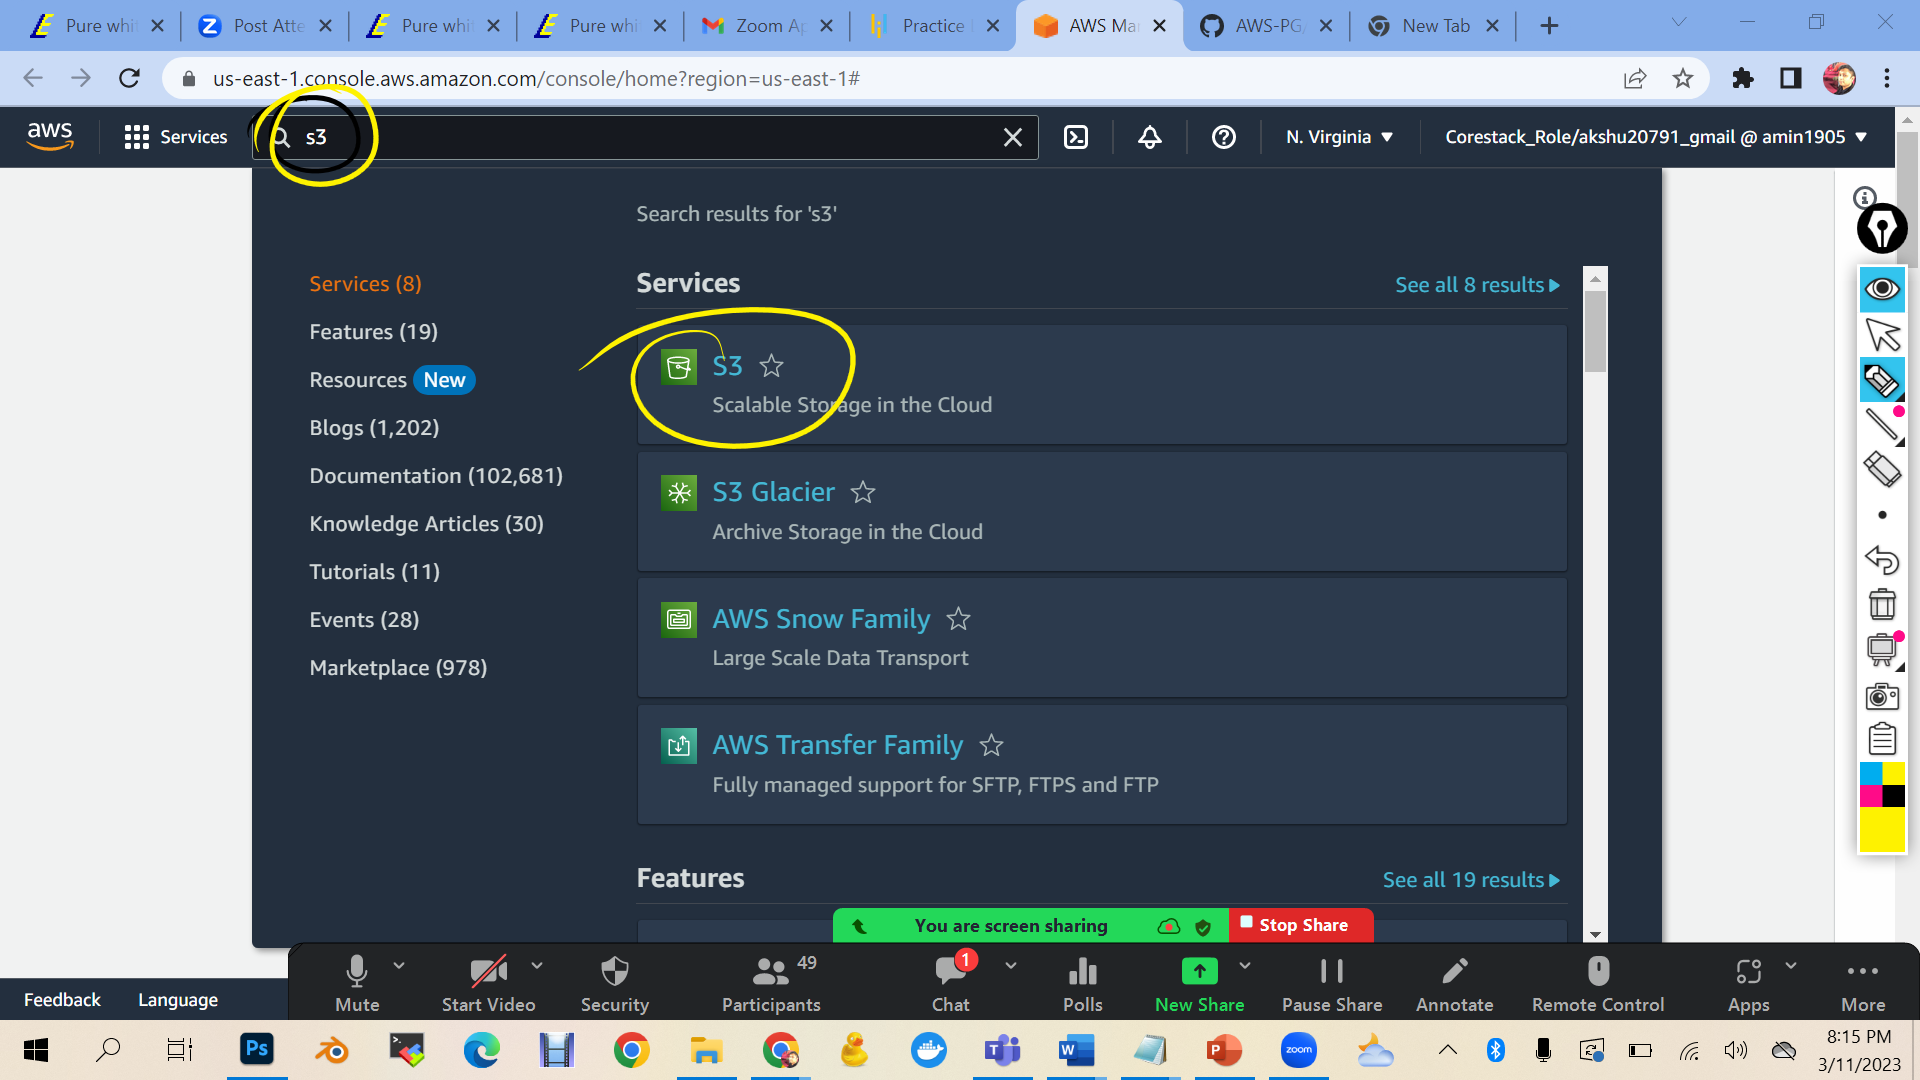 Pure whi
Post Atte
Pure whi
Pure whi
Zoom Ap
Practice
AWS Mar
AWS-PG
New Tab
us-east-1.console.aws.amazon.com/console/home?region=us-east-1#
aws
Services
s3
N. Virginia
Corestack_Role/akshu20791_gmail @ amin1905
Search results for 's3'
Services (8)
Features (19)
Resources New
Blogs (1,202)
Documentation (102,681)
Knowledge Articles (30)
Tutorials (11)
Events (28)
Marketplace (978)
Services
See all 8 results
S3
Scalable Storage in the Cloud
S3 Glacier
Archive Storage in the Cloud
AWS Snow Family
Large Scale Data Transport
AWS Transfer Family
Fully managed support for SFTP, FTPS and FTP
Features
See all 19 results
You are screen sharing
Stop Share
Feedback
Language
Mute
Start Video
Security
49
Participants
1
Chat
Polls
New Share
Pause Share
Annotate
Remote Control
Apps
More
Ps
zoom
8:15 PM
3/11/2023